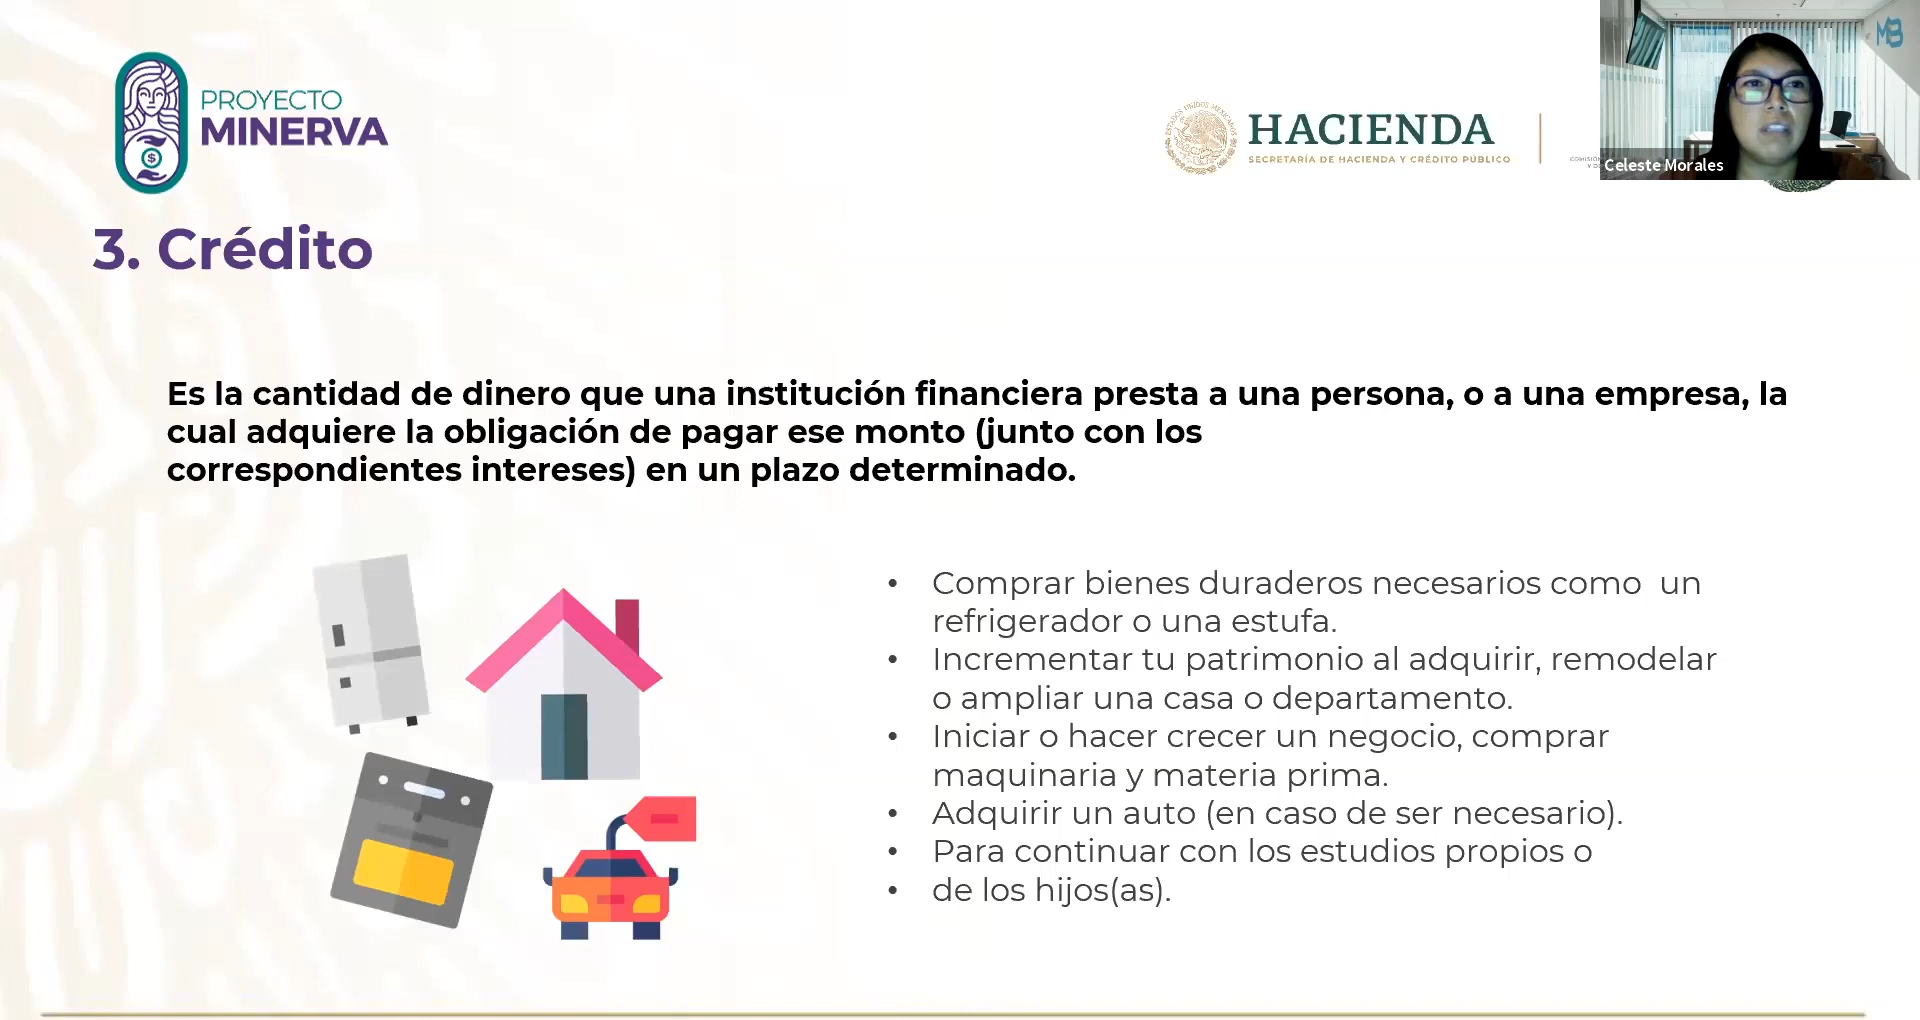 PROYECTO
MINERVA
ESTADOS UNIDOS MEXICANOS
HACIENDA
SECRETARÍA DE HACIENDA Y CRÉDITO PÚBLICO
MB
Celeste Morales
3. Crédito
Es la cantidad de dinero que una institución financiera presta a una persona, o a una empresa, la
cual adquiere la obligación de pagar ese monto (junto con los
correspondientes intereses) en un plazo determinado.
• Comprar bienes duraderos necesarios como un
refrigerador o una estufa.
• Incrementar tu patrimonio al adquirir, remodelar
o ampliar una casa o departamento.
• Iniciar o hacer crecer un negocio, comprar
maquinaria y materia prima.
• Adquirir un auto (en caso de ser necesario).
• Para continuar con los estudios propios o
• de los hijos(as).
$